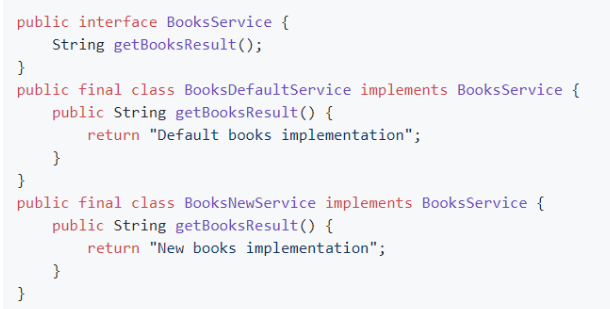 public interface BooksService {
    String getBooksResult();
}
public final class BooksDefaultService implements BooksService {
    public String getBooksResult() {
        return "Default books implementation";
    }
}
public final class BooksNewService implements BooksService {
    public String getBooksResult() {
        return "New books implementation";
    }
}